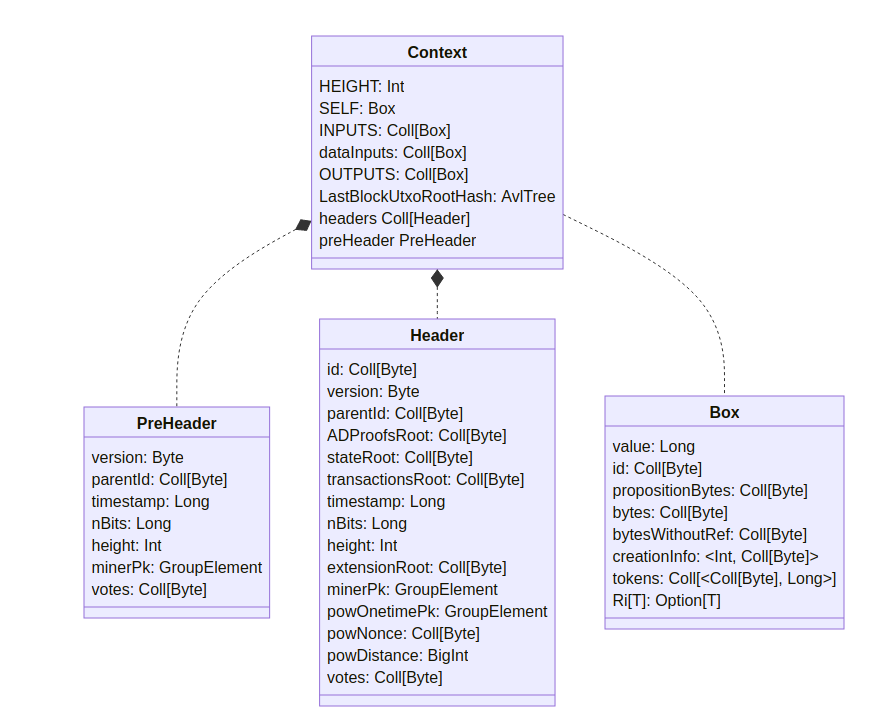 Context
HEIGHT: Int
SELF: Box
INPUTS: Coll[Box]
dataInputs: Coll[Box]
OUTPUTS: Coll[Box]
LastBlockUtxoRootHash: AvlTree
headers Coll[Header]
preHeader PreHeader
PreHeader
version: Byte
parentId: Coll[Byte]
timestamp: Long
nBits: Long
height: Int
minerPk: GroupElement
votes: Coll[Byte]
Header
id: Coll[Byte]
version: Byte
parentId: Coll[Byte]
ADProofsRoot: Coll[Byte]
stateRoot: Coll[Byte]
transactionsRoot: Coll[Byte]
timestamp: Long
nBits: Long
height: Int
extensionRoot: Coll[Byte]
minerPk: GroupElement
powOnetimePk: GroupElement
powNonce: Coll[Byte]
powDistance: BigInt
votes: Coll[Byte]
Box
value: Long
id: Coll[Byte]
propositionBytes: Coll[Byte]
bytes: Coll[Byte]
bytesWithoutRef: Coll[Byte]
creationInfo: <Int, Coll[Byte]>
tokens: Coll[<Coll[Byte], Long>]
Ri[T]: Option[T]